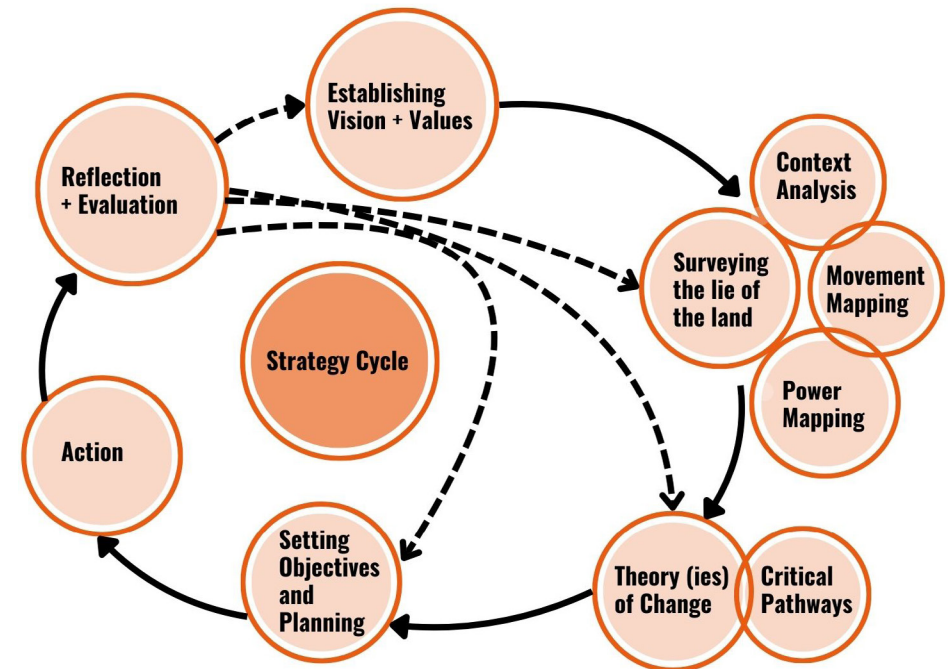 Establishing
Vision + Values
Context
Analysis
Reflection
+ Evaluation
Surveying
the lie of
the land
Movement
Mapping
Strategy Cycle
Power
Mapping
Action
Setting
Objectives
and
Planning
Theory (ies)
of Change
Critical
Pathways